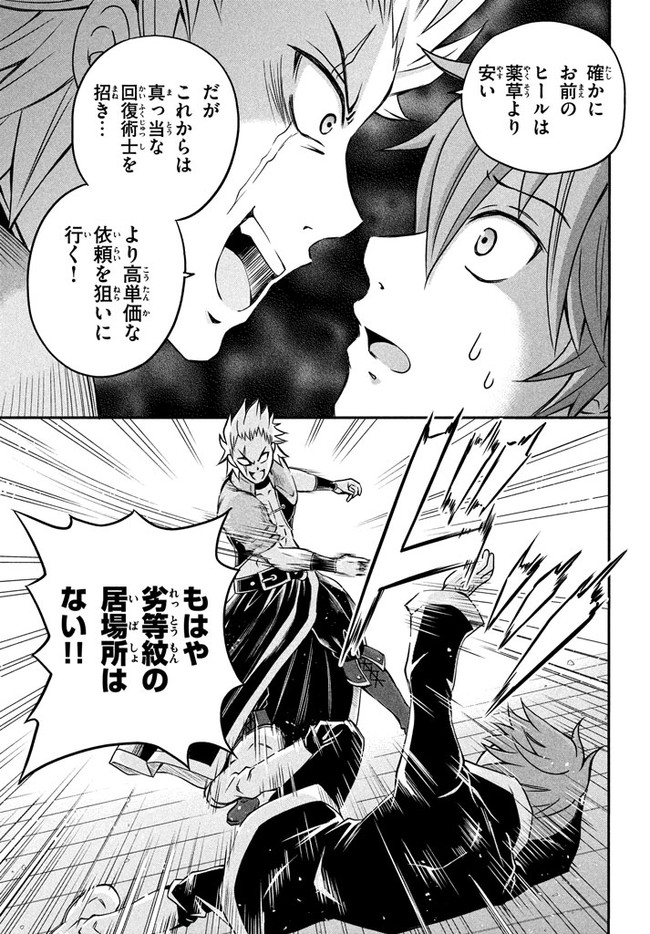 確かに
お前の
ヒールは
薬草より
安い
だが
これからは
真っ当な
回復術士を
招き…
より高単価な
依頼を狙いに
行く!
もはや
劣等紋の
居場所は
ない!!
ドッ